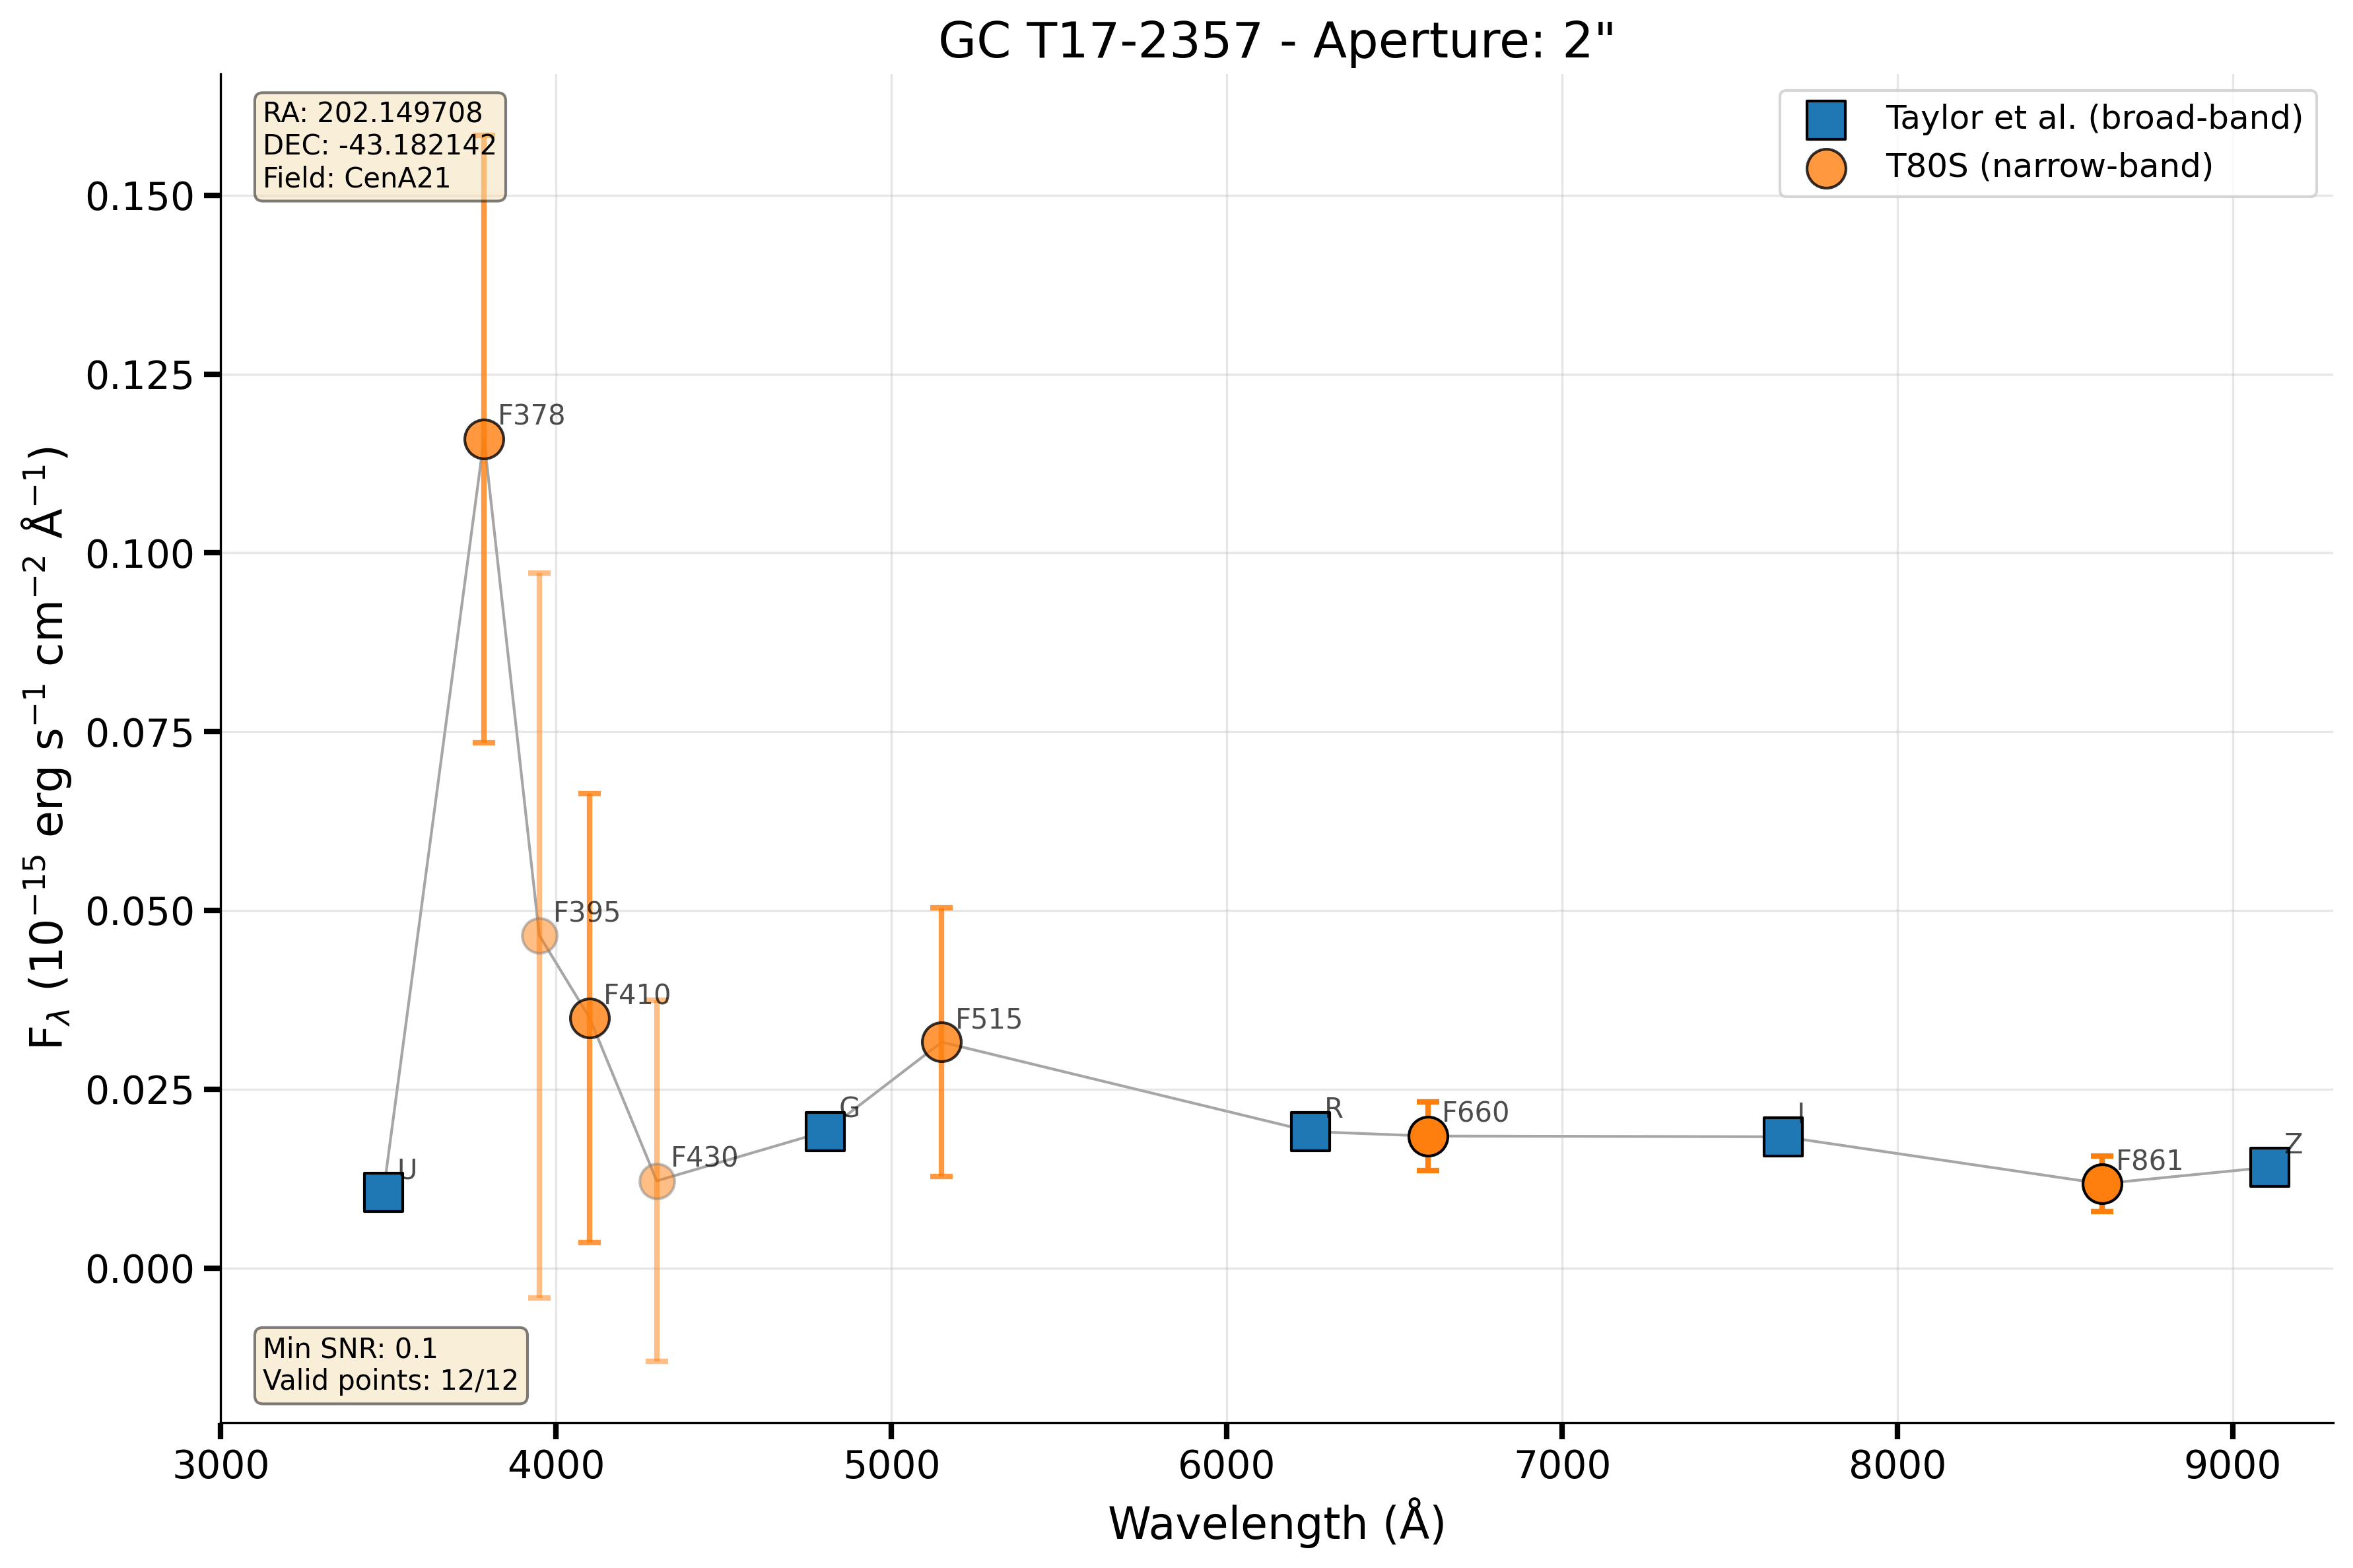 GC T17-2357 - Aperture: 2"
RA: 202.149708
DEC: -43.182142
Field: CenA21
Taylor et al. (broad-band)
T80S (narrow-band)
F_λ (10⁻¹⁵ erg s⁻¹ cm⁻² Å⁻¹)
0.150
0.125
0.100
0.075
0.050
0.025
0.000
U
F378
F395
F410
F430
G
F515
R
F660
I
F861
Z
Min SNR: 0.1
Valid points: 12/12
3000 4000 5000 6000 7000 8000 9000
Wavelength (Å)